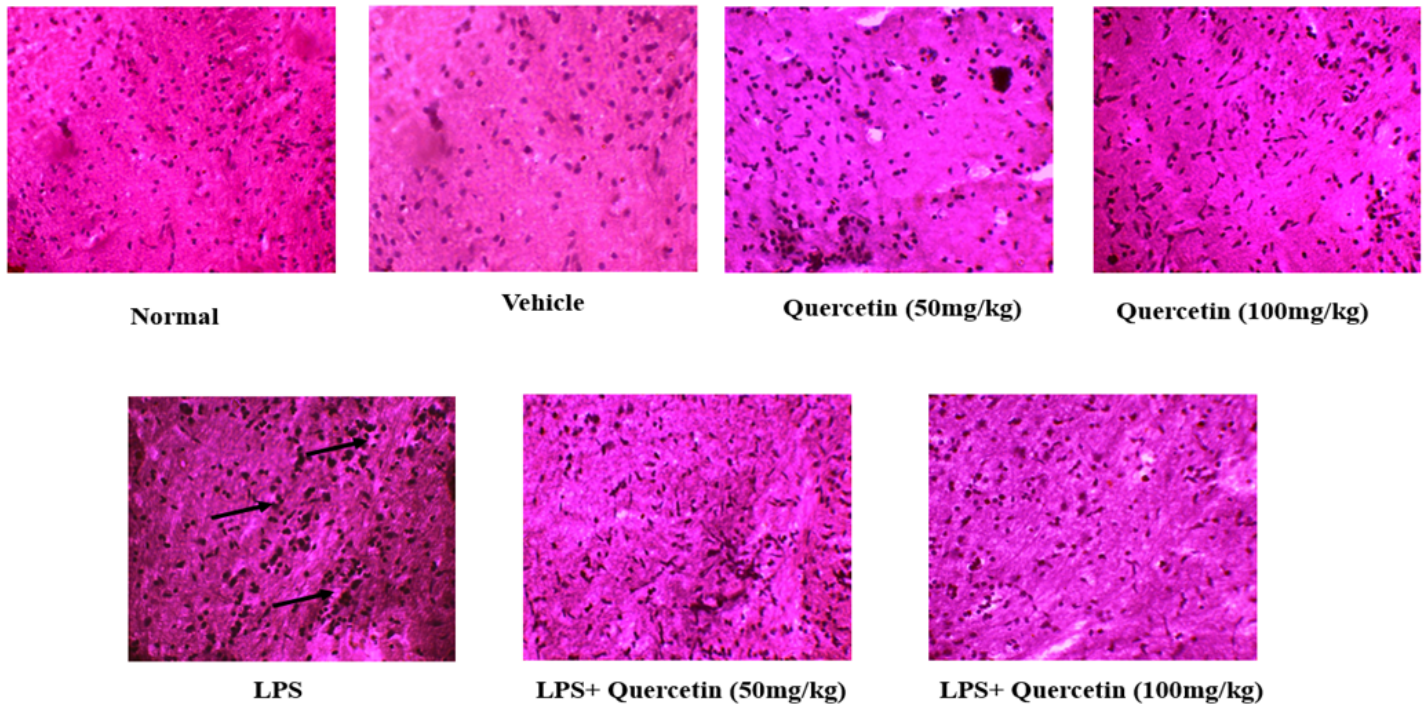 Normal
Vehicle
Quercetin (50mg/kg)
Quercetin (100mg/kg)
LPS
LPS+ Quercetin (50mg/kg)
LPS+ Quercetin (100mg/kg)